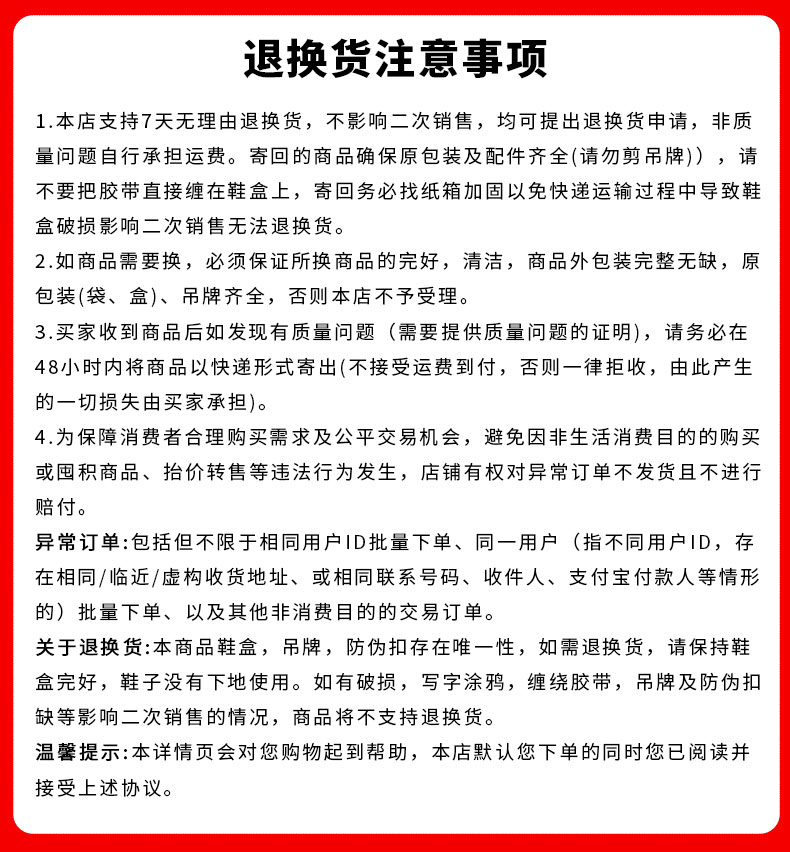 退换货注意事项
1.本店支持7天无理由退换货，不影响二次销售，均可提出退换货申请，非质
量问题自行承担运费。寄回的商品确保原包装及配件齐全(请勿剪吊牌)），请
不要把胶带直接缠在鞋盒上，寄回务必找纸箱加固以免快递运输过程中导致鞋
盒破损影响二次销售无法退换货。
2.如商品需要换，必须保证所换商品的完好，清洁，商品外包装完整无缺，原
包装(袋、盒)、吊牌齐全，否则本店不予受理。
3.买家收到商品后如发现有质量问题（需要提供质量问题的证明)，请务必在
48小时内将商品以快递形式寄出(不接受运费到付，否则一律拒收，由此产生
的一切损失由买家承担)。
4.为保障消费者合理购买需求及公平交易机会，避免因非生活消费目的的购买
或囤积商品、抬价转售等违法行为发生，店铺有权对异常订单不发货且不进行
赔付。
异常订单:包括但不限于相同用户ID批量下单、同一用户（指不同用户ID，存
在相同/临近/虚构收货地址、或相同联系号码、收件人、支付宝付款人等情形
的）批量下单、以及其他非消费目的的交易订单。
关于退换货:本商品鞋盒，吊牌，防伪扣存在唯一性，如需退换货，请保持鞋
盒完好，鞋子没有下地使用。如有破损，写字涂鸦，缠绕胶带，吊牌及防伪扣
缺等影响二次销售的情况，商品将不支持退换货。
温馨提示:本详情页会对您购物起到帮助，本店默认您下单的同时您已阅读并
接受上述协议。